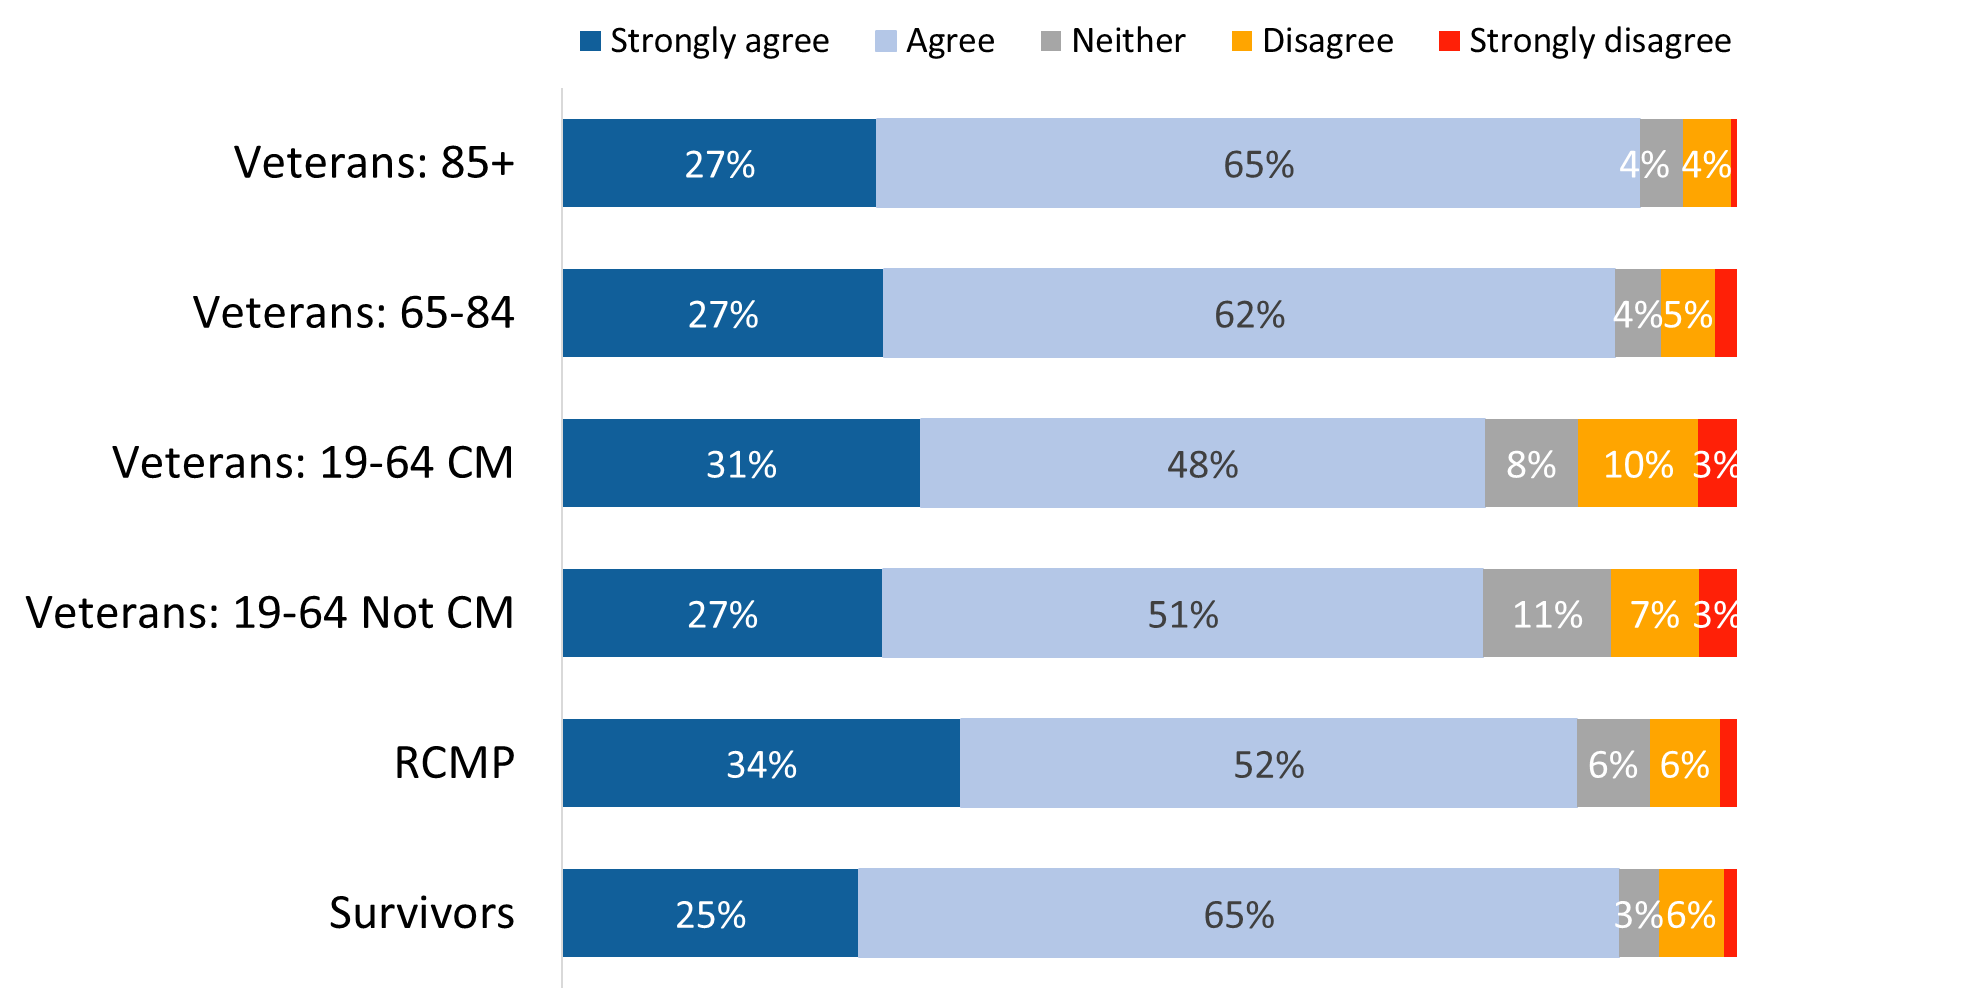 Strongly agree Agree Neither Disagree Strongly disagree
Veterans: 85+ 27% 65% 4% 4%
Veterans: 65-84 27% 62% 4% 5%
Veterans: 19-64 CM 31% 48% 8% 10% 3%
Veterans: 19-64 Not CM 27% 51% 11% 7% 3%
RCMP 34% 52% 6% 6%
Survivors 25% 65% 3% 6%